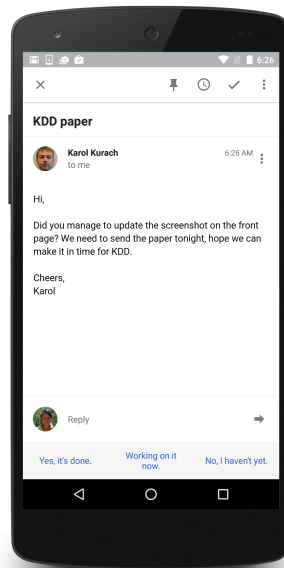 6:26
KDD paper
Karol Kurach
6:26 AM
to me
Hi,
Did you manage to update the screenshot on the front
page? We need to send the paper tonight, hope we can
make it in time for KDD.
Cheers,
Karol
Reply
Yes, it's done.
Working on it
now.
No, I haven't yet.